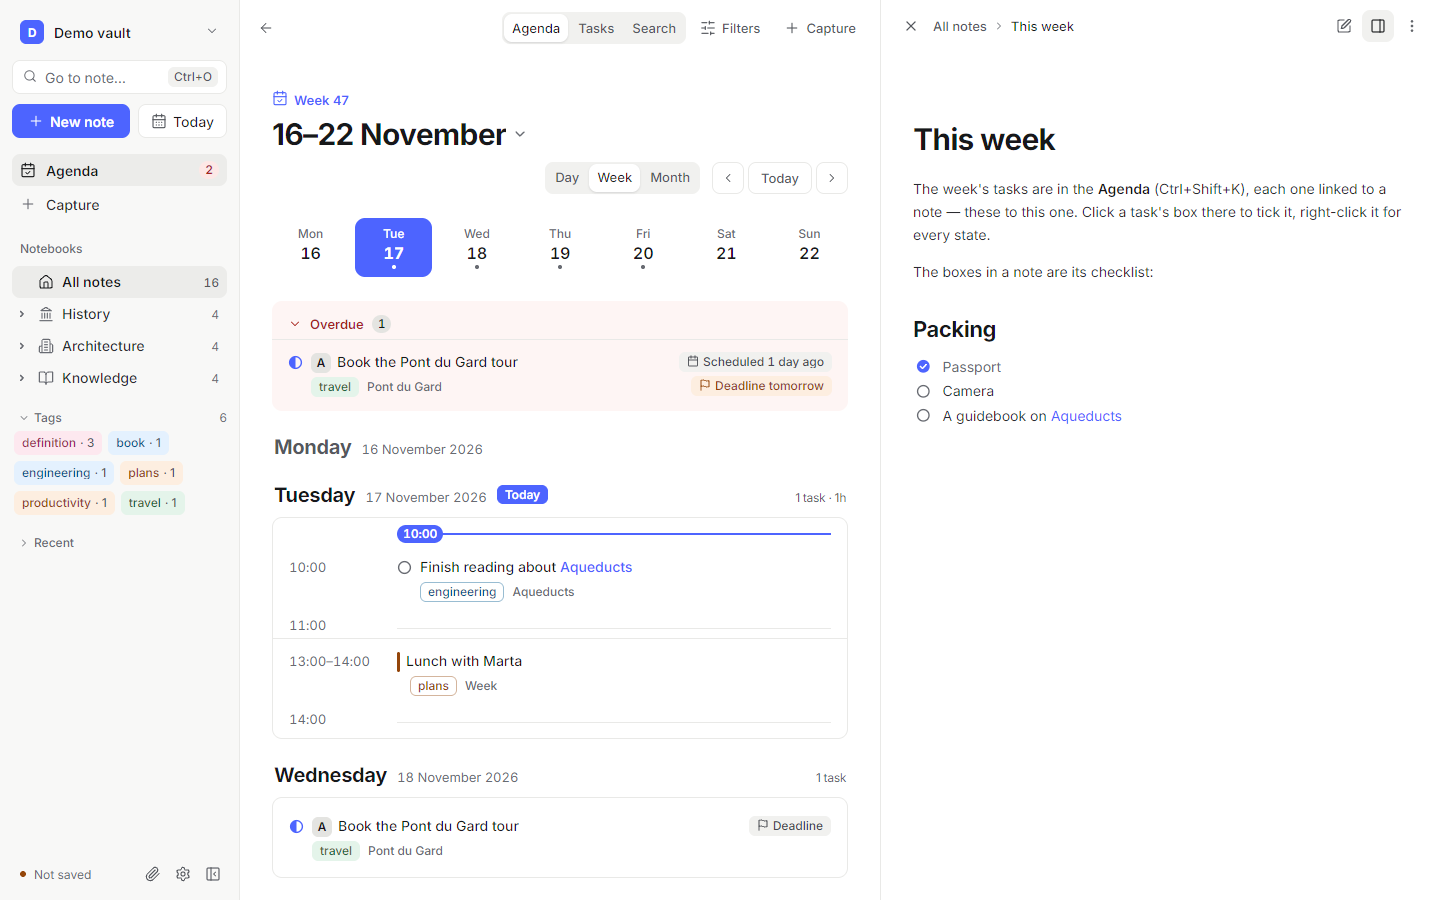 D Demo vault
Go to note... Ctrl+O
New note Today
Agenda 2
Capture
Notebooks
All notes 16
History 4
Architecture 4
Knowledge 4
Tags 6
definition · 3 book · 1
engineering · 1 plans · 1
productivity · 1 travel · 1
Recent
Not saved
Agenda Tasks Search Filters Capture
Week 47
16–22 November
Day Week Month Today
Mon Tue Wed Thu Fri Sat Sun
16 17 18 19 20 21 22
Overdue 1
A Book the Pont du Gard tour Scheduled 1 day ago
travel Pont du Gard Deadline tomorrow
Monday 16 November 2026
Tuesday 17 November 2026 Today 1 task · 1h
10:00
10:00 Finish reading about Aqueducts
engineering Aqueducts
11:00
13:00–14:00 Lunch with Marta
plans Week
14:00
Wednesday 18 November 2026 1 task
A Book the Pont du Gard tour Deadline
travel Pont du Gard
All notes This week
This week
The week's tasks are in the Agenda (Ctrl+Shift+K), each one linked to a
note — these to this one. Click a task's box there to tick it, right-click it for
every state.
The boxes in a note are its checklist:
Packing
Passport
Camera
A guidebook on Aqueducts